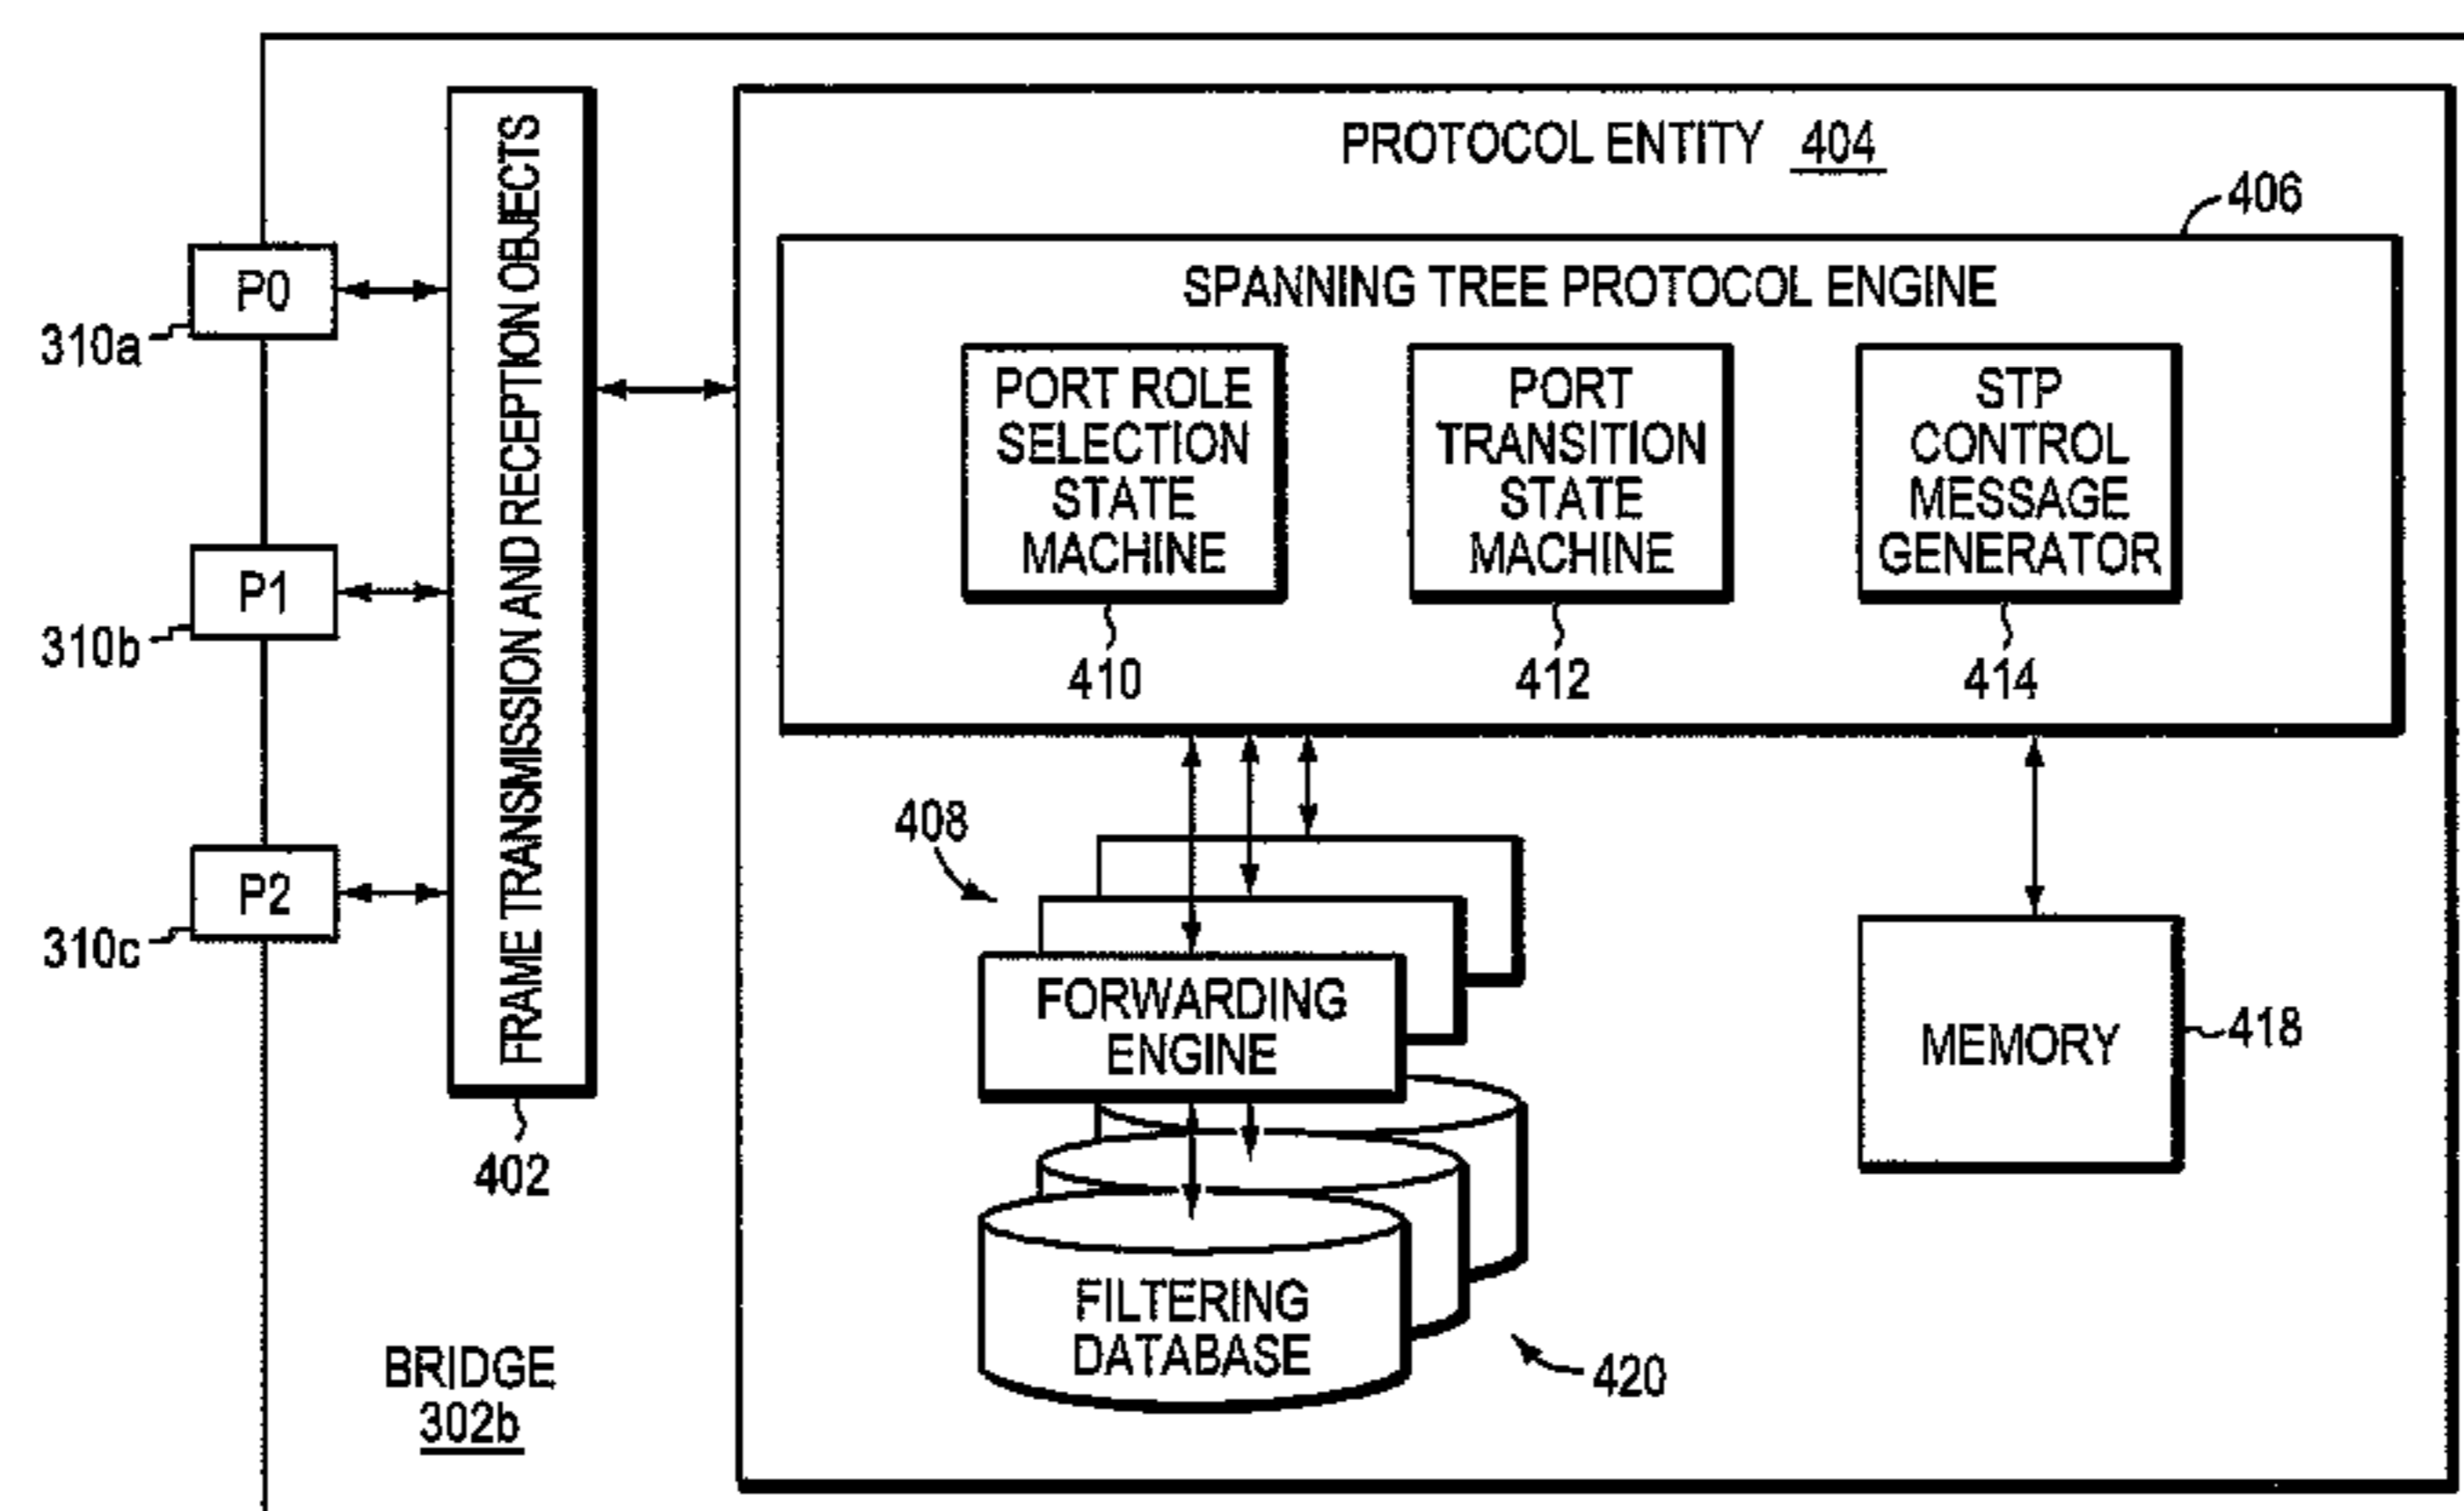 PROTOCOL ENTITY 404
406
SPANNING TREE PROTOCOL ENGINE
PORT ROLE
SELECTION
STATE
MACHINE
410
PORT
TRANSITION
STATE
MACHINE
412
STP
CONTROL
MESSAGE
GENERATOR
414
P0
310a
P1
310b
P2
310c
FRAME TRANSMISSION AND RECEPTION OBJECTS
402
408
FORWARDING
ENGINE
MEMORY
418
FILTERING
DATABASE
420
BRIDGE
302b